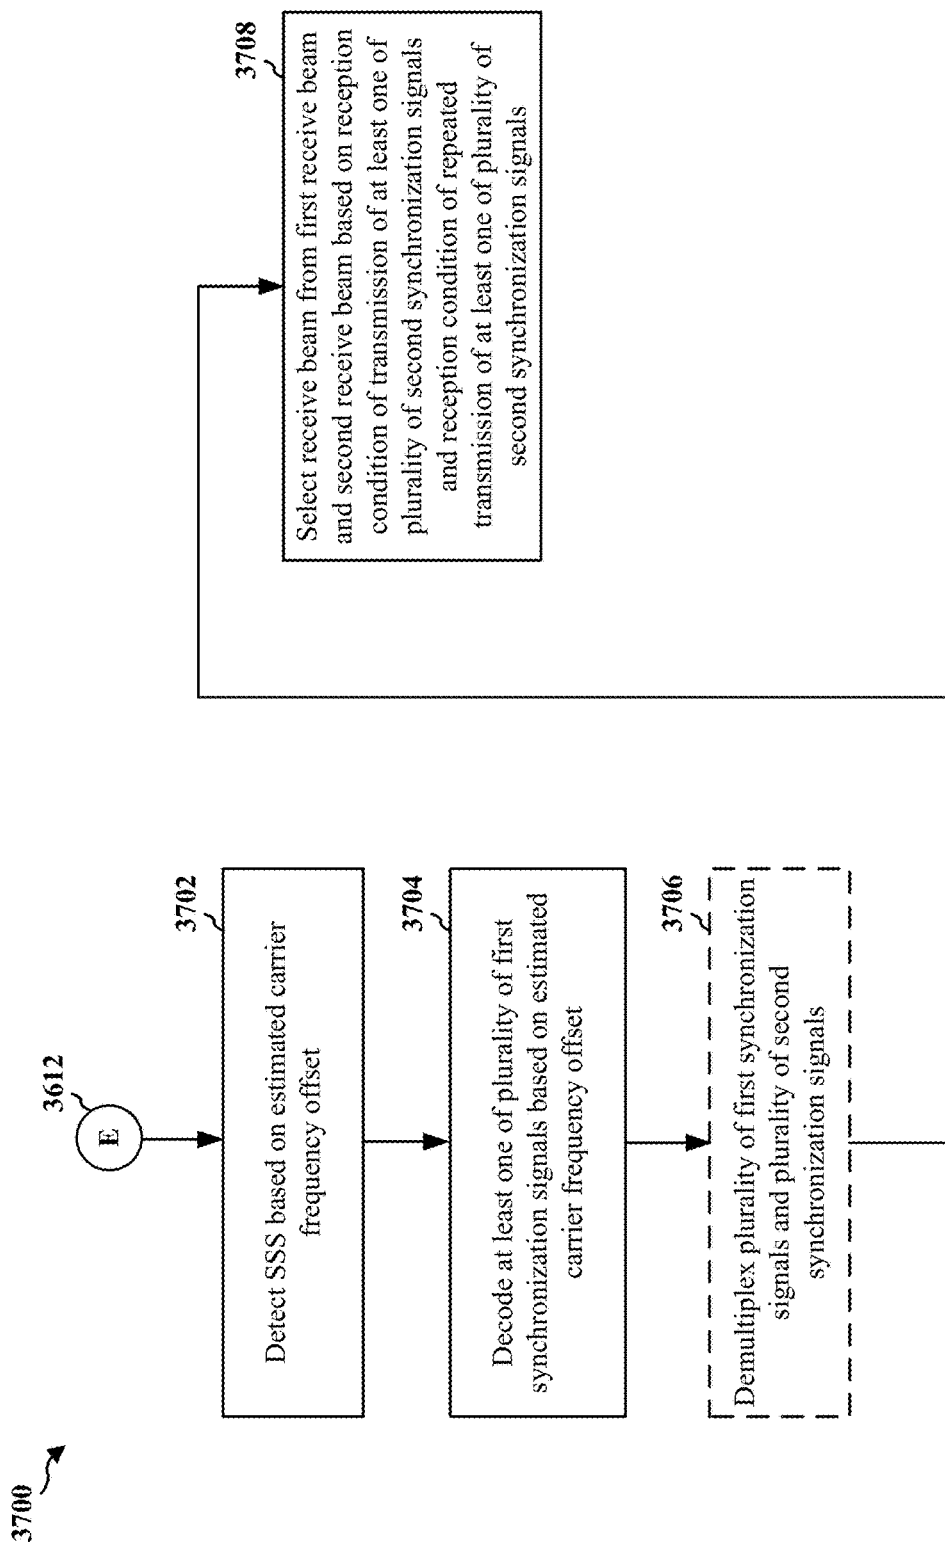 3700
3612
E
3702
Detect SSS based on estimated carrier
frequency offset
3704
Decode at least one of plurality of first
synchronization signals based on estimated
carrier frequency offset
3706
Demultiplex plurality of first synchronization
signals and plurality of second
synchronization signals
3708
Select receive beam from first receive beam
and second receive beam based on reception
condition of transmission of at least one of
plurality of second synchronization signals
and reception condition of repeated
transmission of at least one of plurality of
second synchronization signals